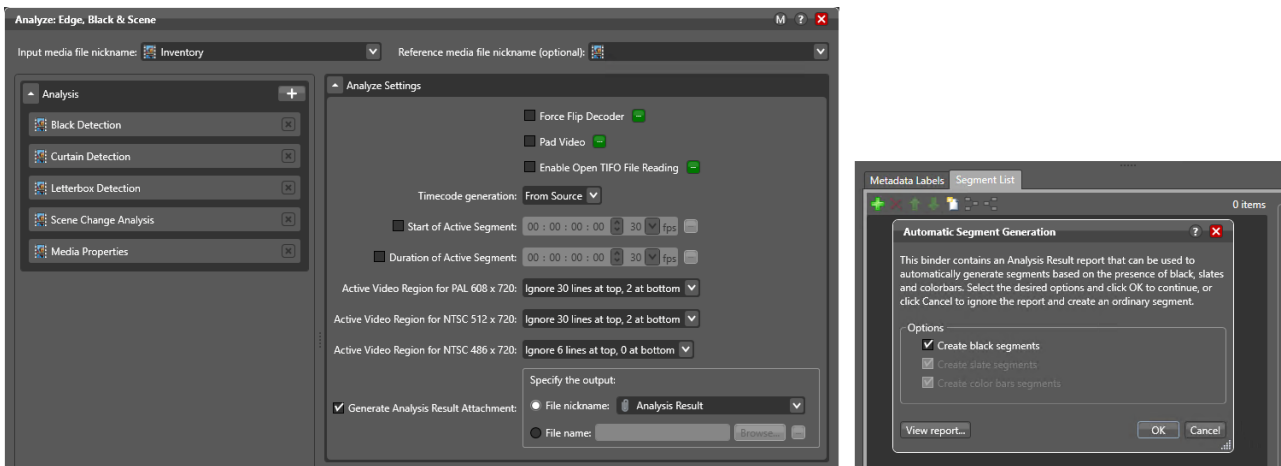 Analyze: Edge, Black & Scene
M ?
Input media file nickname: Inventory
Reference media file nickname (optional):
Analysis
Black Detection
Curtain Detection
Letterbox Detection
Scene Change Analysis
Media Properties
Analyze Settings
Force Flip Decoder
Pad Video
Enable Open TIFO File Reading
Timecode generation: From Source
Start of Active Segment: 00 : 00 : 00 : 00 30 fps
Duration of Active Segment: 00 : 00 : 00 : 00 30 fps
Active Video Region for PAL 608 x 720: Ignore 30 lines at top, 2 at bottom
Active Video Region for NTSC 512 x 720: Ignore 30 lines at top, 2 at bottom
Active Video Region for NTSC 486 x 720: Ignore 6 lines at top, 0 at bottom
Specify the output:
Generate Analysis Result Attachment: File nickname: Analysis Result
File name: Browse...
Metadata Labels Segment List
0 items
Automatic Segment Generation ?
This binder contains an Analysis Result report that can be used to
automatically generate segments based on the presence of black, slates
and colorbars. Select the desired options and click OK to continue, or
click Cancel to ignore the report and create an ordinary segment.
Options
Create black segments
Create slate segments
Create color bars segments
View report... OK Cancel